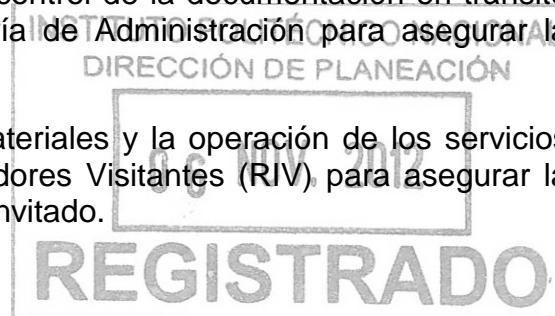 control de la documentación en tránsito
INSTITUTO POLITÉCNICO NACIONAL
ía de Administración para asegurar la
DIRECCIÓN DE PLANEACIÓN
ateriales y la operación de los servicios
06 NOV. 2012
dores Visitantes (RIV) para asegurar la
nvitado.
REGISTRADO